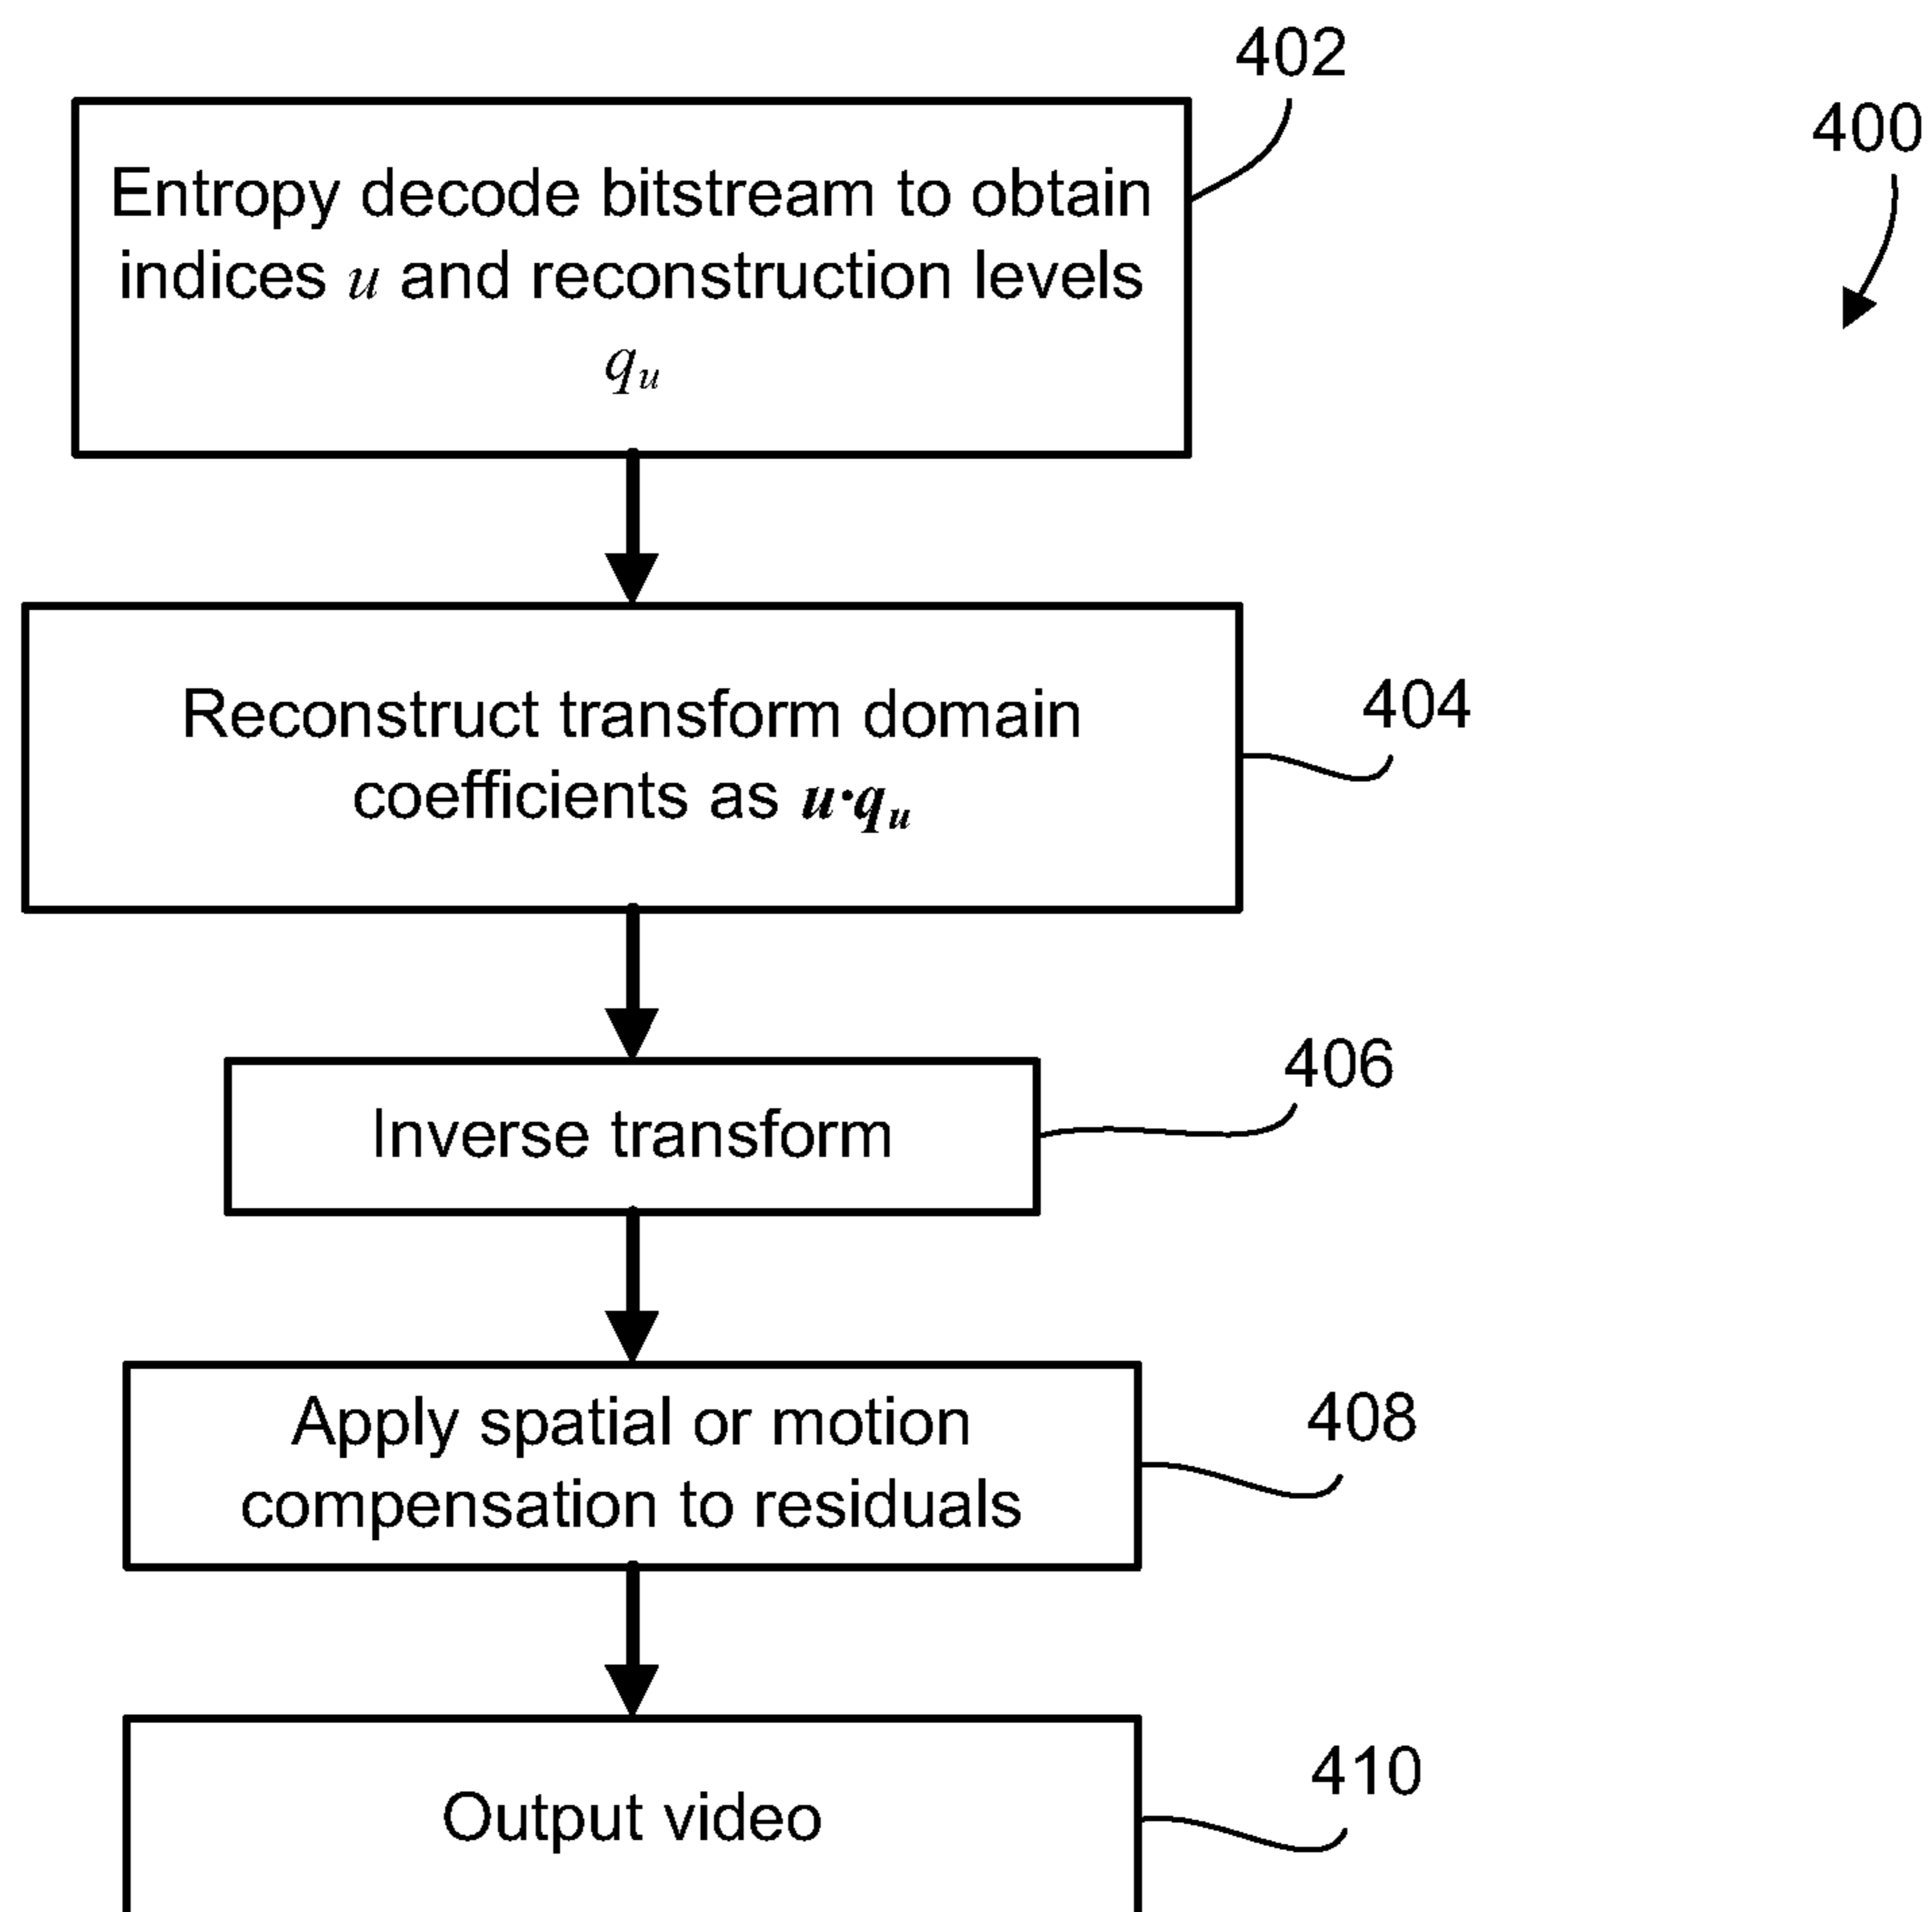 402
400
Entropy decode bitstream to obtain
indices u and reconstruction levels
qu
Reconstruct transform domain
coefficients as u·qu
404
406
Inverse transform
Apply spatial or motion
compensation to residuals
408
410
Output video